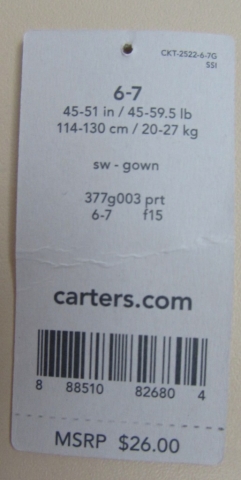 CKT-2522-6-7G
SSI
6-7
45-51 in / 45-59.5 lb
114-130 cm / 20-27 kg
sw - gown
377g003 prt
6-7 f15
carters.com
8 88510 82680 4
MSRP $26.00